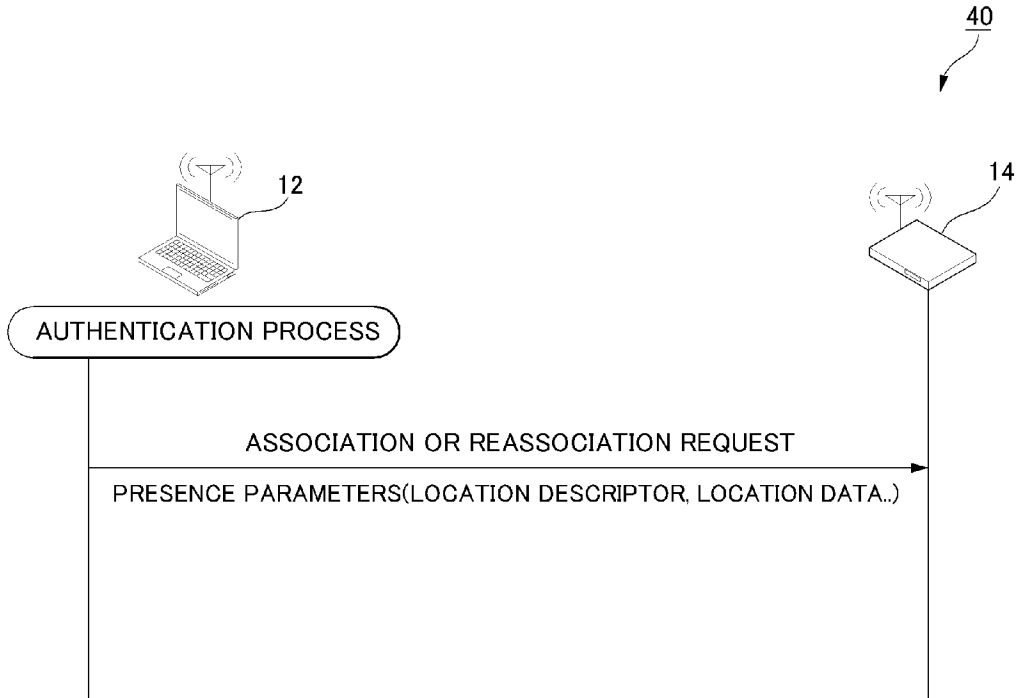 40
12
14
AUTHENTICATION PROCESS
ASSOCIATION OR REASSOCIATION REQUEST
PRESENCE PARAMETERS(LOCATION DESCRIPTOR, LOCATION DATA..)